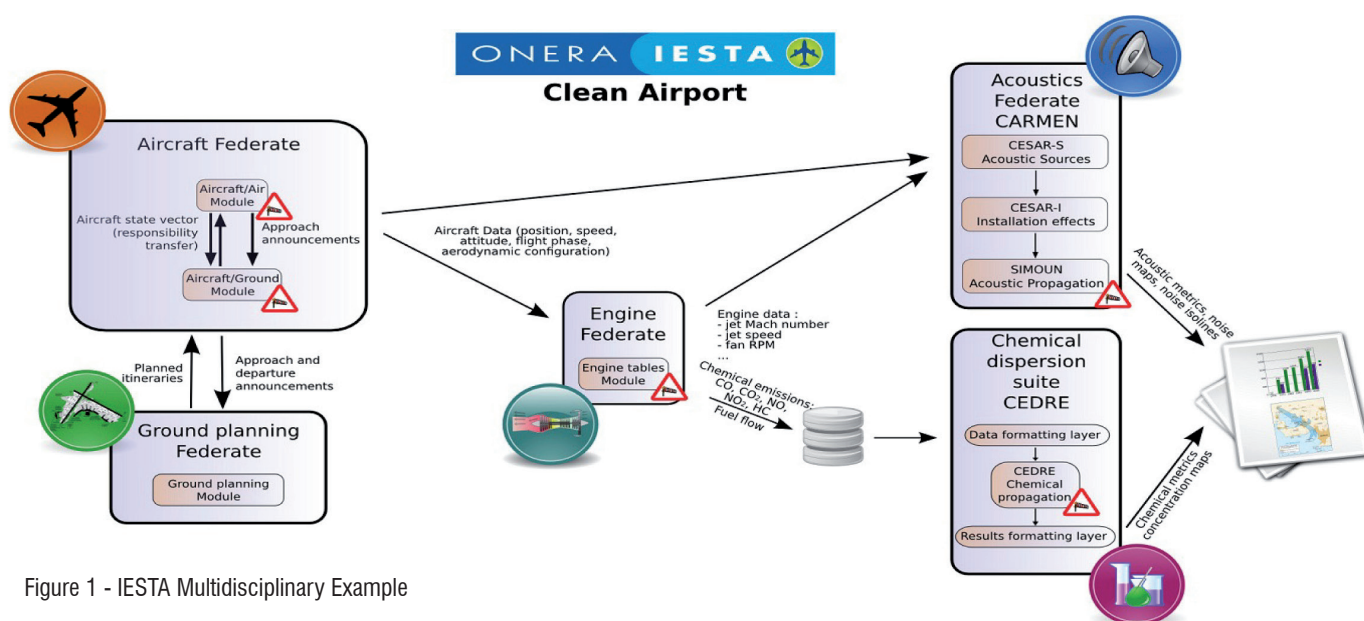 ONERA IESTA
Clean Airport
Aircraft Federate
Aircraft/Air
Module
Aircraft state vector
(responsibility
transfer)
Approach
announcements
Aircraft/Ground
Module
Planned
itineraries
Approach and
departure
announcements
Ground planning
Federate
Ground planning
Module
Aircraft Data (position, speed,
attitude, flight phase,
aerodynamic configuration)
Engine
Federate
Engine tables
Module
Engine data :
- jet Mach number
- jet speed
- fan RPM
...
Chemical emissions:
CO, CO₂, NO,
NO₂, HC
Fuel flow
Acoustics
Federate
CARMEN
CESAR-S
Acoustic Sources
CESAR-I
Installation effects
SIMOUN
Acoustic Propagation
Acoustic metrics, noise
maps, noise isolines
Chemical
dispersion
suite
CEDRE
Data formatting layer
CEDRE
Chemical
propagation
Results formatting layer
Chemical metrics
concentration maps
Figure 1 - IESTA Multidisciplinary Example